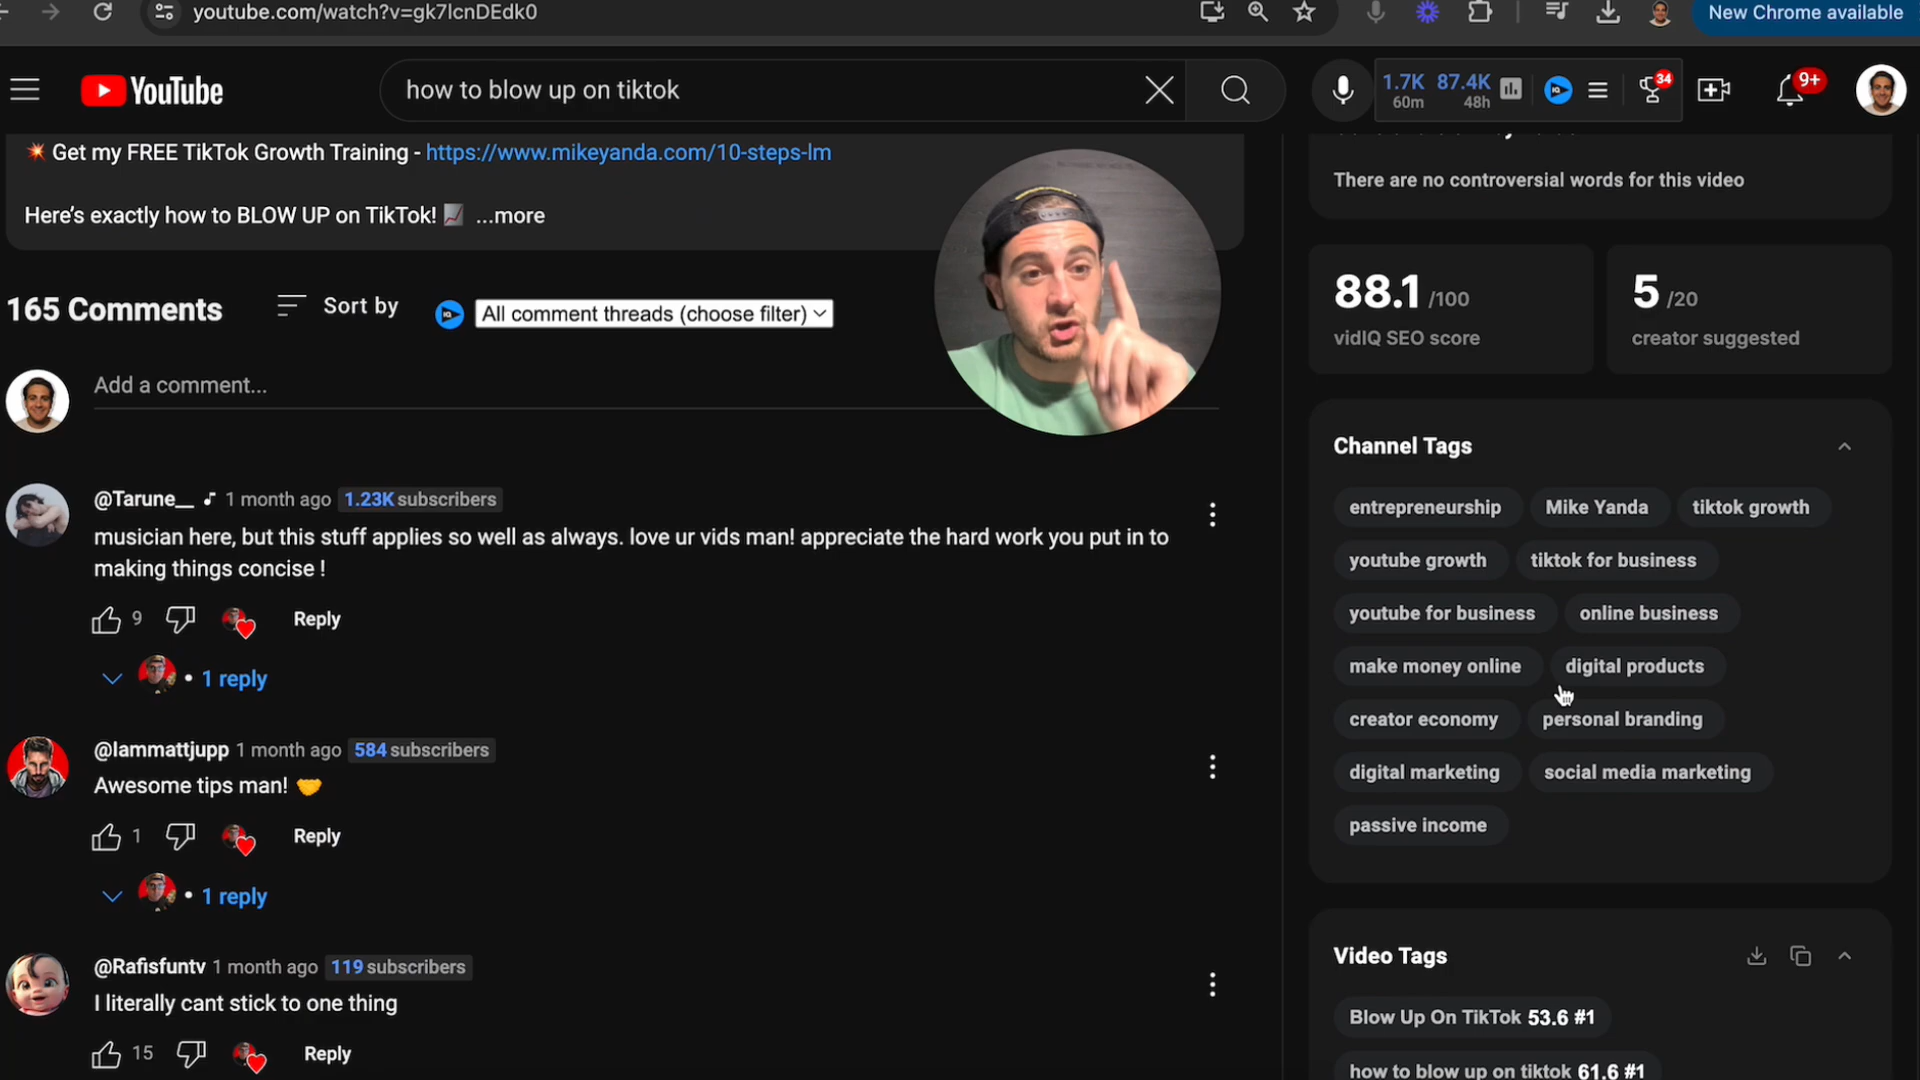 youtube.com/watch?v=gk7lcnDEdk0
New Chrome available
YouTube
how to blow up on tiktok
1.7K 87.4K
60m 48h
34
9+
Get my FREE TikTok Growth Training - https://www.mikeyanda.com/10-steps-lm
Here's exactly how to BLOW UP on TikTok! ...more
165 Comments
Sort by
IQ
All comment threads (choose filter)
Add a comment...
@Tarune__ 1 month ago 1.23K subscribers
musician here, but this stuff applies so well as always. love ur vids man! appreciate the hard work you put in to
making things concise !
9
Reply
• 1 reply
@Iammattjupp 1 month ago 584 subscribers
Awesome tips man!
1
Reply
• 1 reply
@Rafisfuntv 1 month ago 119 subscribers
I literally cant stick to one thing
15
Reply
There are no controversial words for this video
88.1 /100
vidIQ SEO score
5 /20
creator suggested
Channel Tags
entrepreneurship Mike Yanda tiktok growth
youtube growth tiktok for business
youtube for business online business
make money online digital products
creator economy personal branding
digital marketing social media marketing
passive income
Video Tags
Blow Up On TikTok 53.6 #1
how to blow up on tiktok 61.6 #1